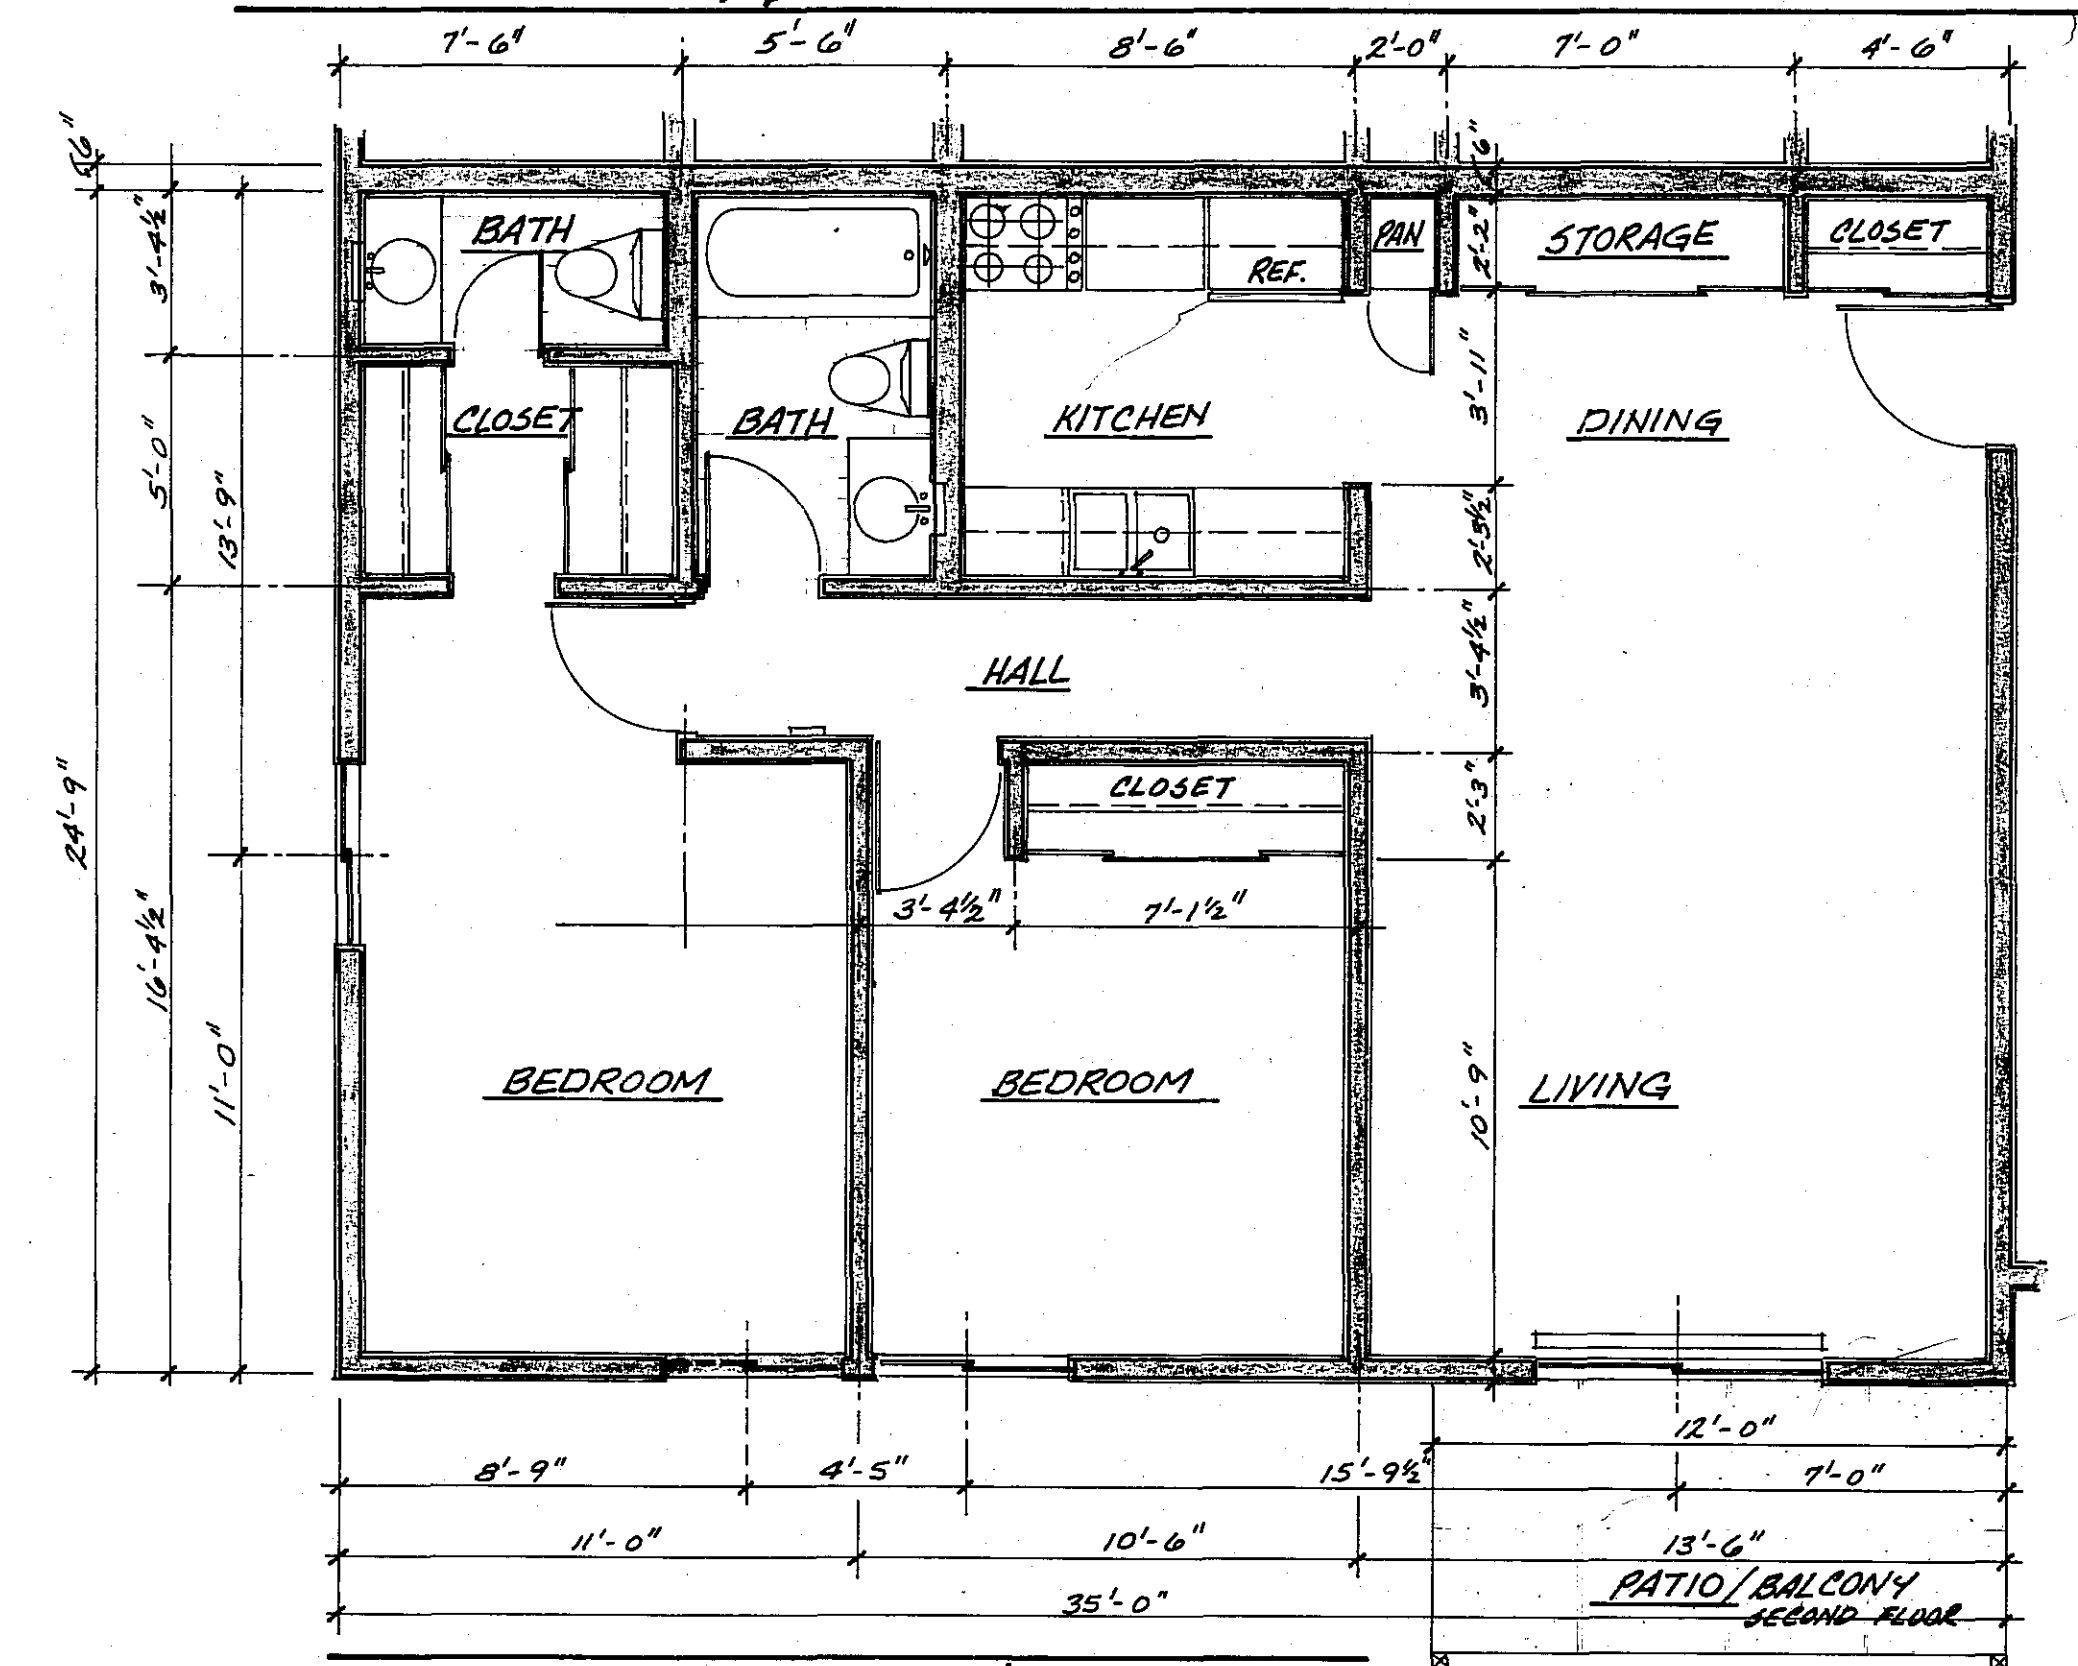 7'-6" 5'-6" 8'-6" 2'-0" 7'-0" 4'-6"
6" 6"
3'-4½" BATH REF. PAN 2'-2" STORAGE CLOSET
5'-0" 13'-9" CLOSET BATH KITCHEN 3'-11" DINING
2'-3½"
HALL 3'-4½"
24'-9" CLOSET 2'-3"
16'-4½" 3'-4½" 7'-1½"
11'-0" BEDROOM BEDROOM 10'-9" LIVING
12'-0"
8'-9" 4'-5" 15'-9½" 7'-0"
11'-0" 10'-6" 13'-6"
PATIO/BALCONY
35'-0" SECOND FLOOR